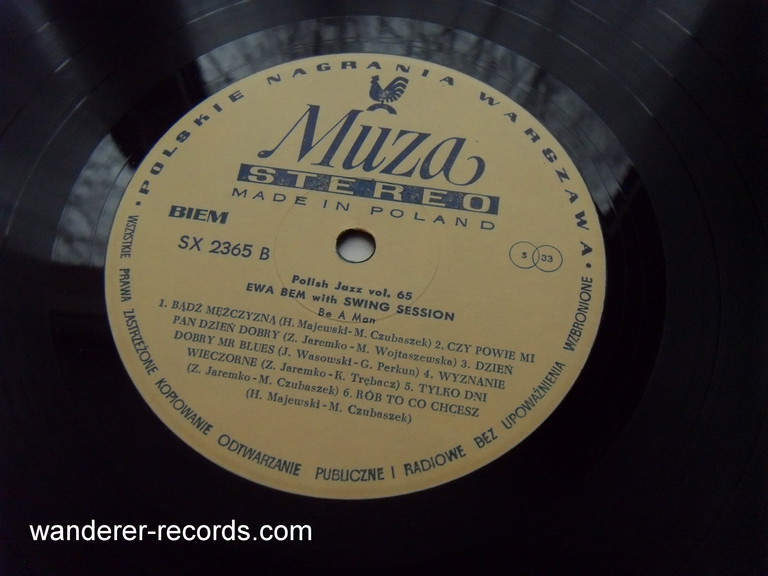 • POLSKIE NAGRANIA WARSZAWA •
Muza
STEREO
MADE IN POLAND
BIEM
SX 2365 B
S 33
Polish Jazz vol. 65
EWA BEM with SWING SESSION
Be A Man
1. BĄDŹ MĘŻCZYZNĄ (H. Majewski-M. Czubaszek) 2. CZY POWIE MI
PAN DZIEŃ DOBRY (Z. Jaremko-M. Wojtaszewska) 3. DZIEŃ
DOBRY MR BLUES (J. Wasowski-G. Perkun) 4. WYZNANIE
WIECZORNE (Z. Jaremko-K. Trębacz) 5. TYLKO DNI
(Z. Jaremko-M. Czubaszek) 6. RÓB TO CO CHCESZ
(H. Majewski-M. Czubaszek)
WSZYSTKIE PRAWA ZASTRZEŻONE KOPIOWANIE ODTWARZANIE PUBLICZNE I RADIOWE BEZ UPOWAŻNIENIA WZBRONIONE
wanderer-records.com